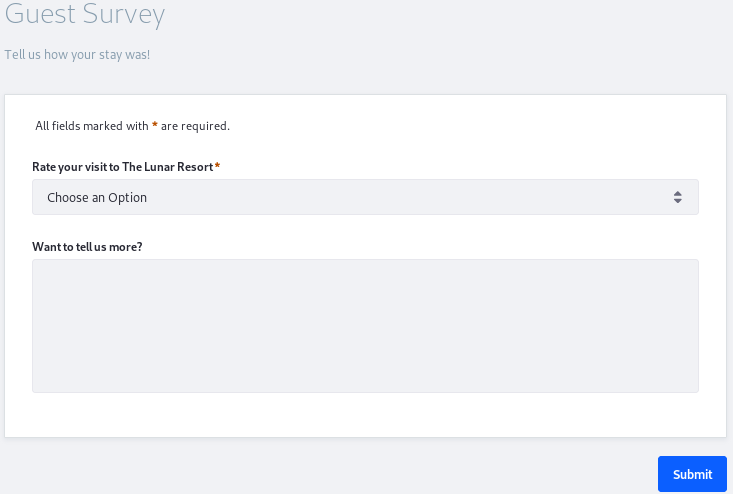 Guest Survey
Tell us how your stay was!
All fields marked with * are required.
Rate your visit to The Lunar Resort*
Choose an Option
Want to tell us more?
Submit